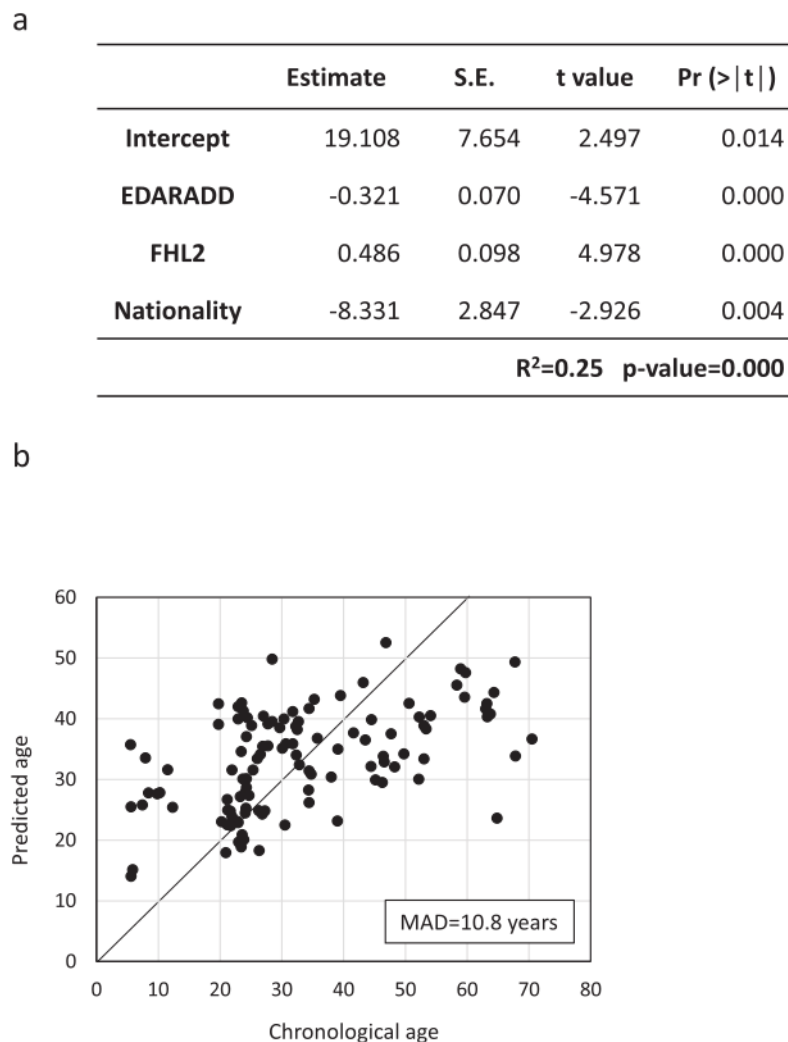 a
Estimate S.E. t value Pr (>|t|)
Intercept 19.108 7.654 2.497 0.014
EDARADD -0.321 0.070 -4.571 0.000
FHL2 0.486 0.098 4.978 0.000
Nationality -8.331 2.847 -2.926 0.004
R²=0.25 p-value=0.000
b
60
50
40
30
20
10
0
Predicted age
MAD=10.8 years
0 10 20 30 40 50 60 70 80
Chronological age